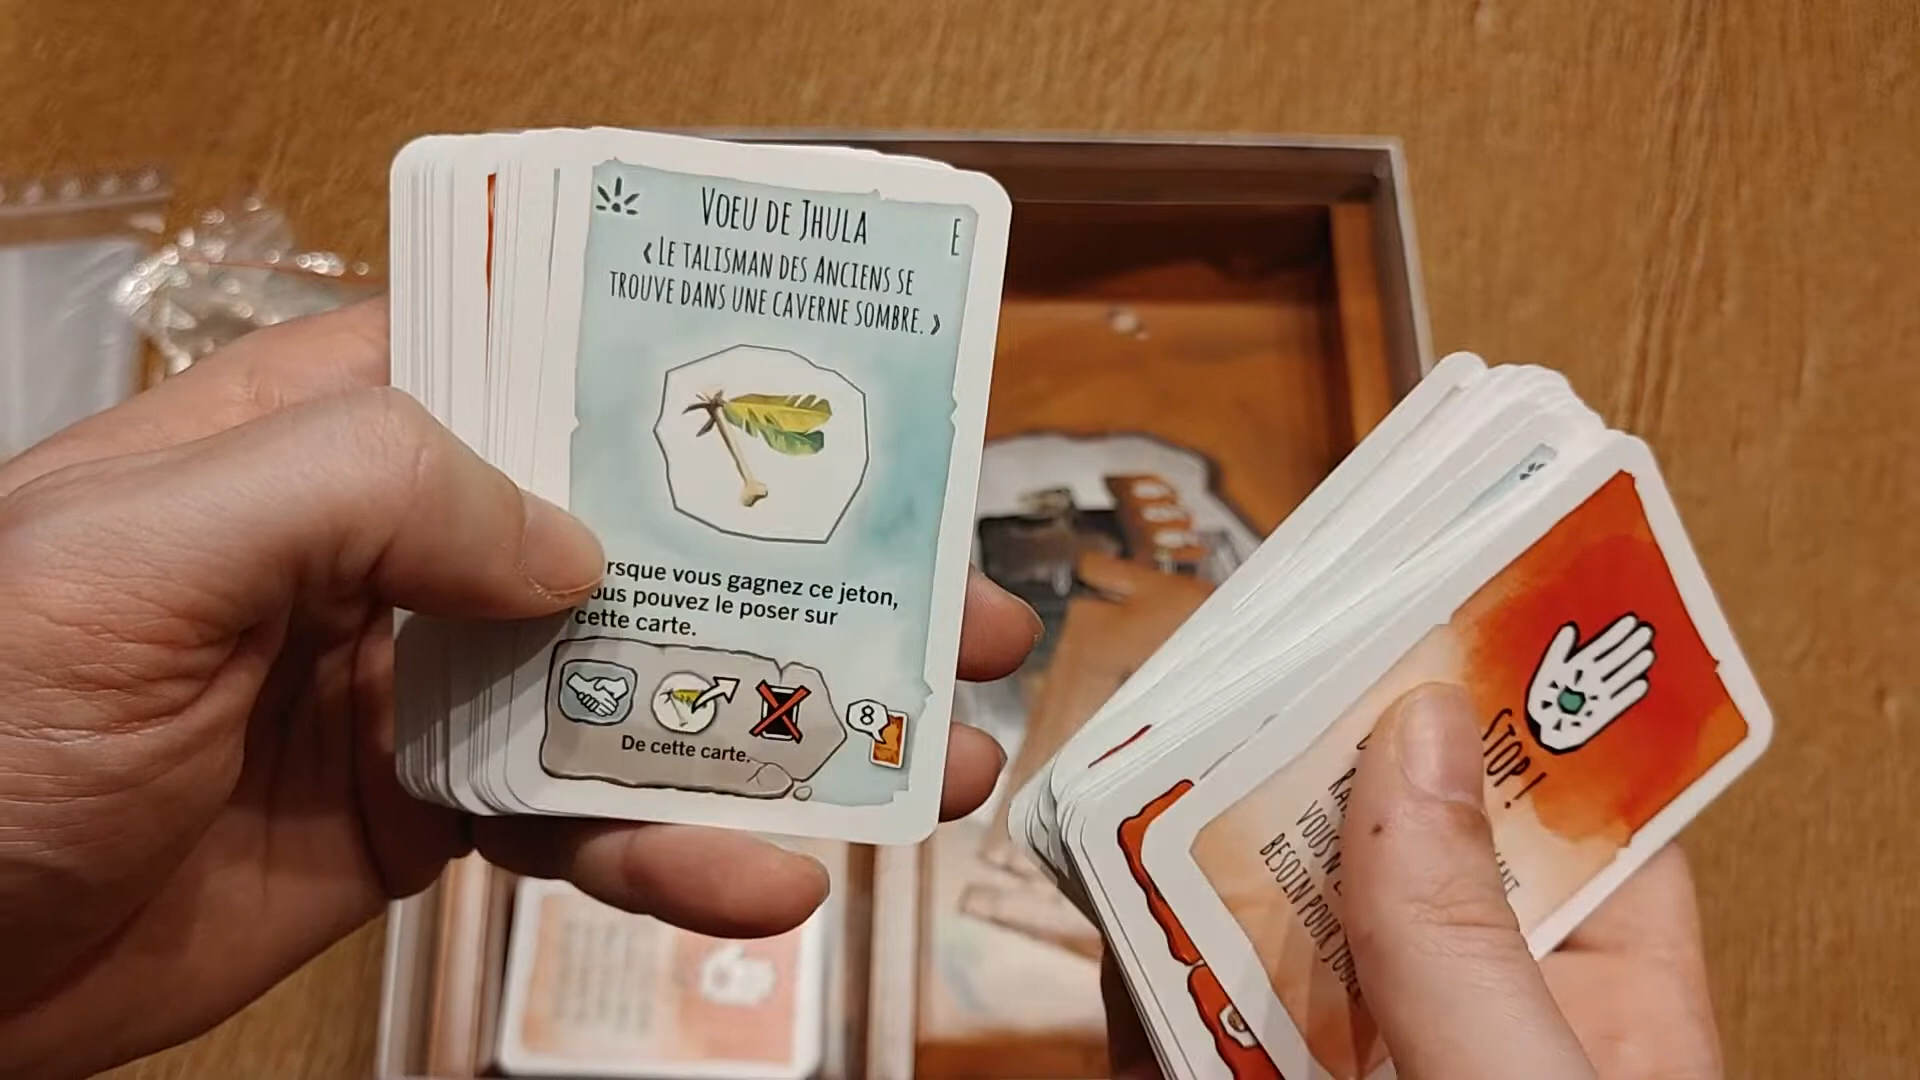 VOEU DE JHULA
E
« LE TALISMAN DES ANCIENS SE
TROUVE DANS UNE CAVERNE SOMBRE. »
rsque vous gagnez ce jeton,
ous pouvez le poser sur
cette carte.
De cette carte.
8
STOP !
BESOIN POUR JOUER